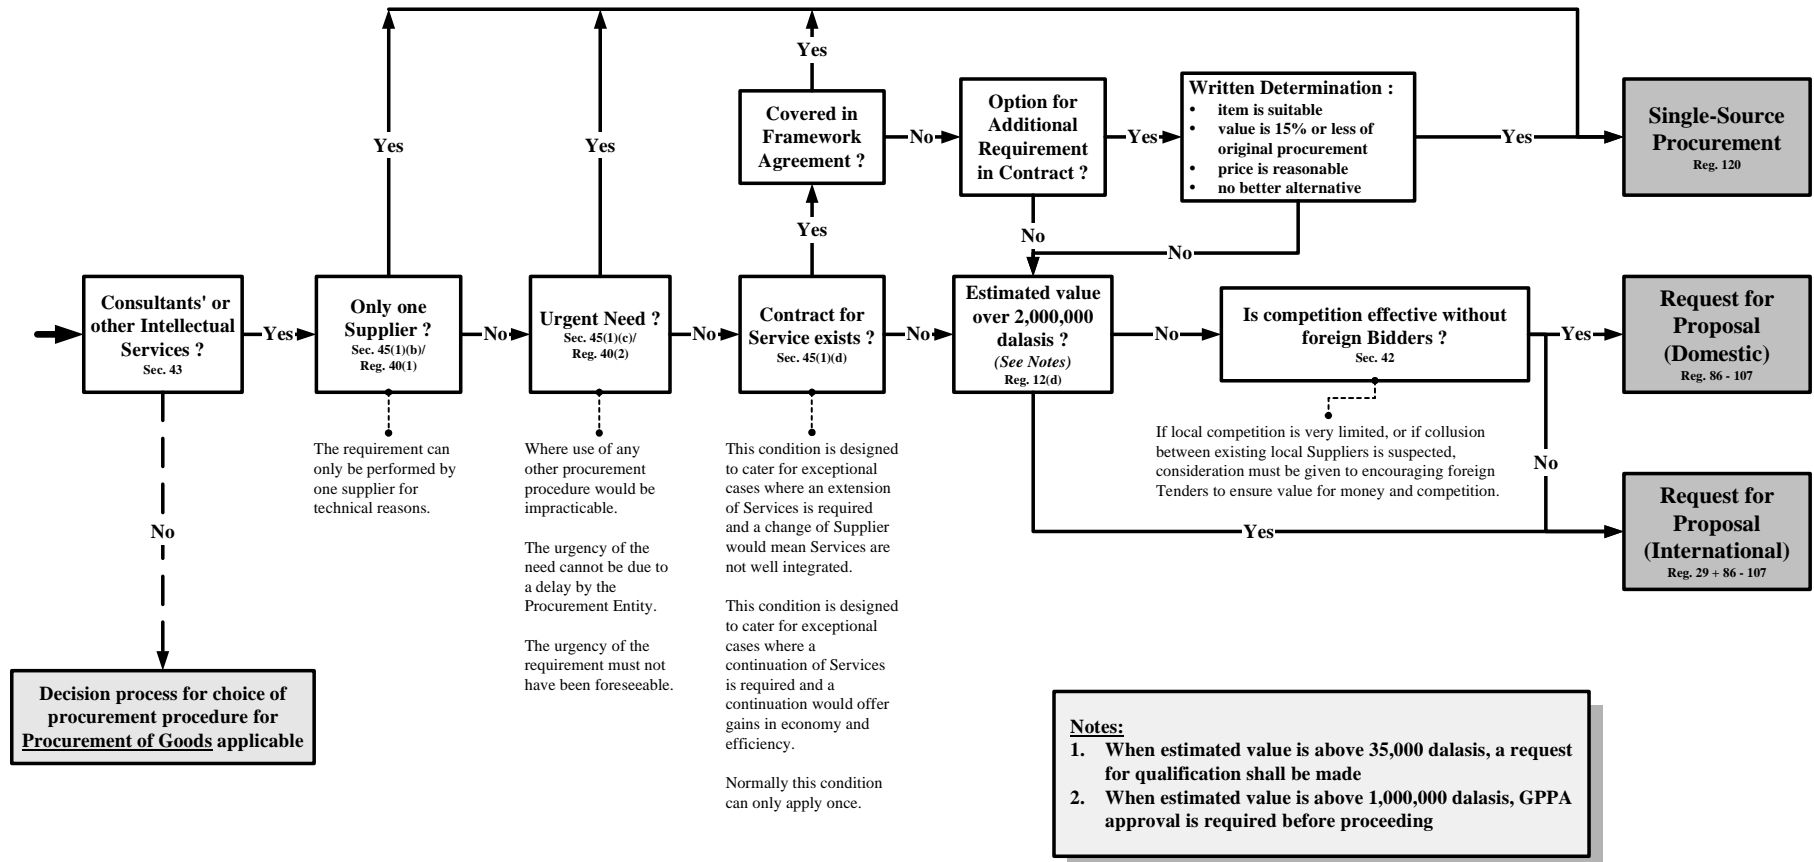 Yes
Yes
Yes
Covered in
Framework
Agreement ?
No
Option for
Additional
Requirement
in Contract ?
Yes
Written Determination :
• item is suitable
• value is 15% or less of
original procurement
• price is reasonable
• no better alternative
Yes
Single-Source
Procurement
Reg. 120
Yes
No
No
Consultants' or
other Intellectual
Services ?
Sec. 43
Yes
Only one
Supplier ?
Sec. 45(1)(b)/
Reg. 40(1)
No
Urgent Need ?
Sec. 45(1)(c)/
Reg. 40(2)
No
Contract for
Service exists ?
Sec. 45(1)(d)
No
Estimated value
over 2,000,000
dalasis ?
(See Notes)
Reg. 12(d)
No
Is competition effective without
foreign Bidders ?
Sec. 42
Yes
Request for
Proposal
(Domestic)
Reg. 86 - 107
No
The requirement can
only be performed by
one supplier for
technical reasons.
Where use of any
other procurement
procedure would be
impracticable.
The urgency of the
need cannot be due to
a delay by the
Procurement Entity.
The urgency of the
requirement must not
have been foreseeable.
This condition is designed
to cater for exceptional
cases where an extension
of Services is required
and a change of Supplier
would mean Services are
not well integrated.
This condition is designed
to cater for exceptional
cases where a
continuation of Services
is required and a
continuation would offer
gains in economy and
efficiency.
Normally this condition
can only apply once.
If local competition is very limited, or if collusion
between existing local Suppliers is suspected,
consideration must be given to encouraging foreign
Tenders to ensure value for money and competition.
No
Yes
Request for
Proposal
(International)
Reg. 29 + 86 - 107
Decision process for choice of
procurement procedure for
Procurement of Goods applicable
Notes:
1. When estimated value is above 35,000 dalasis, a request
for qualification shall be made
2. When estimated value is above 1,000,000 dalasis, GPPA
approval is required before proceeding